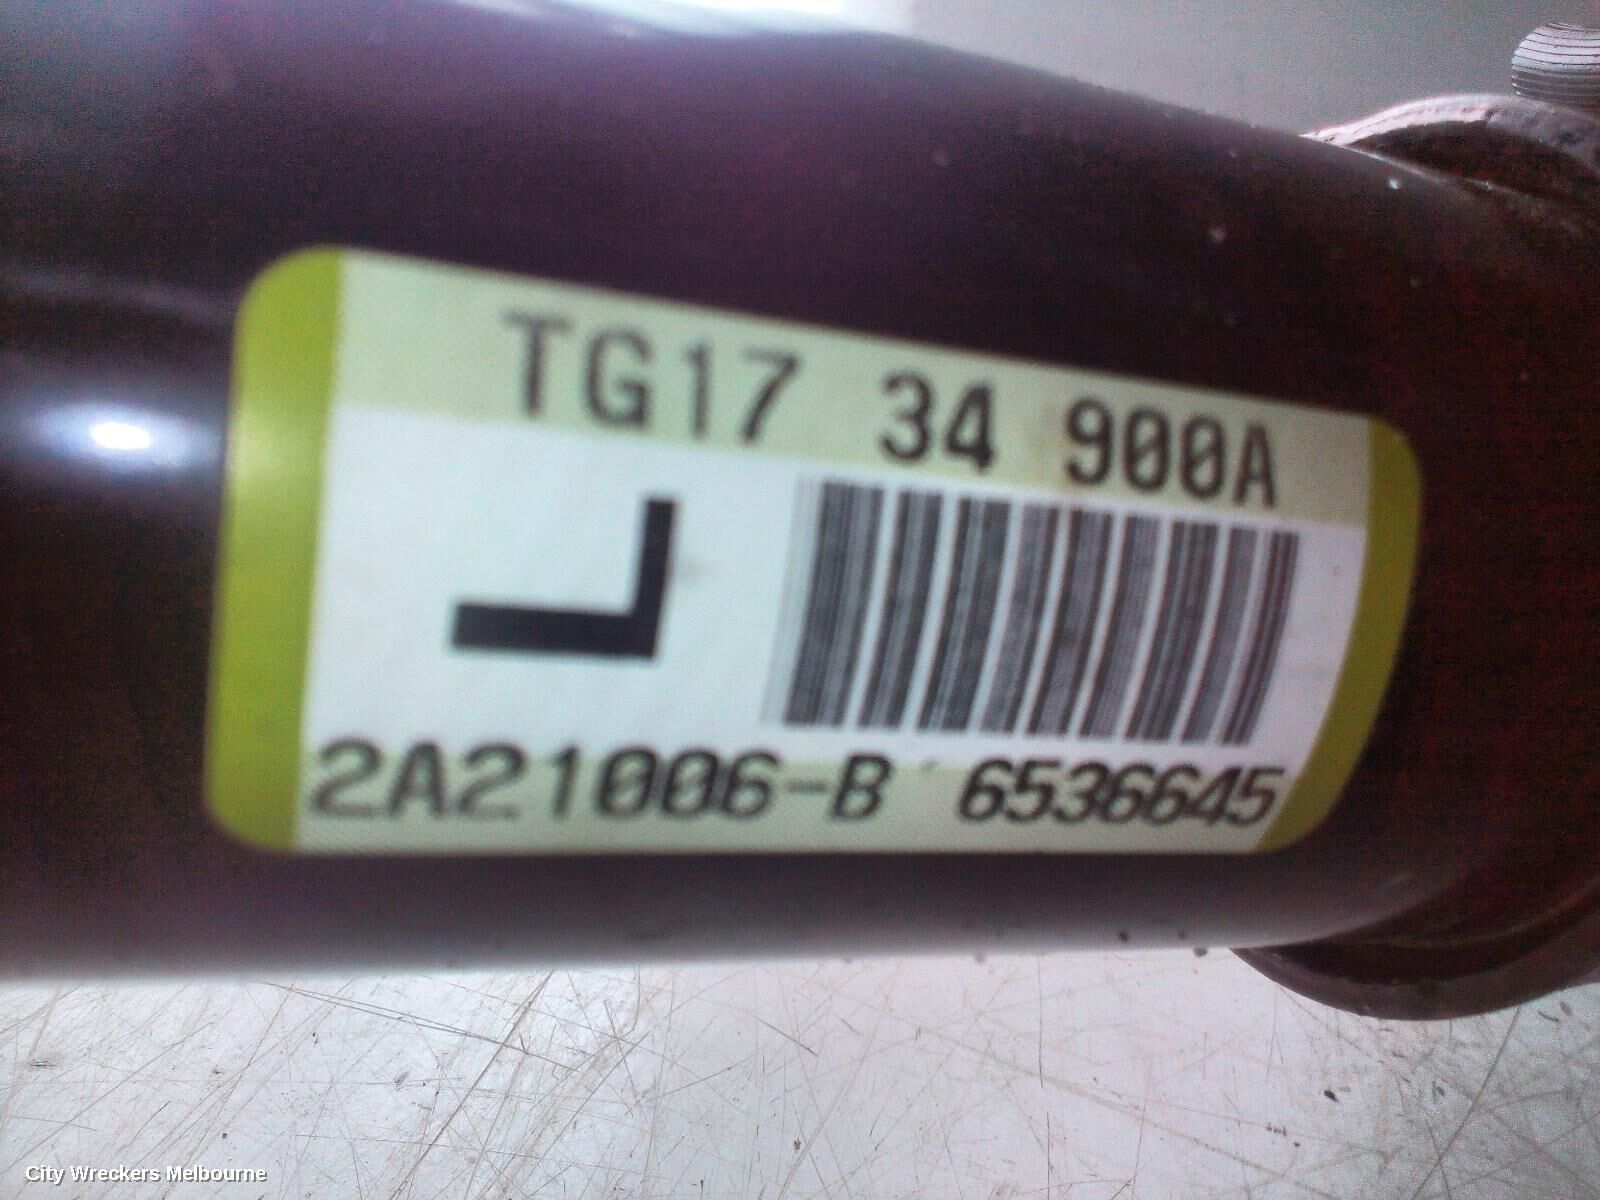 TG17 34 900A
L
2A21006-B 6536645
City Wreckers Melbourne